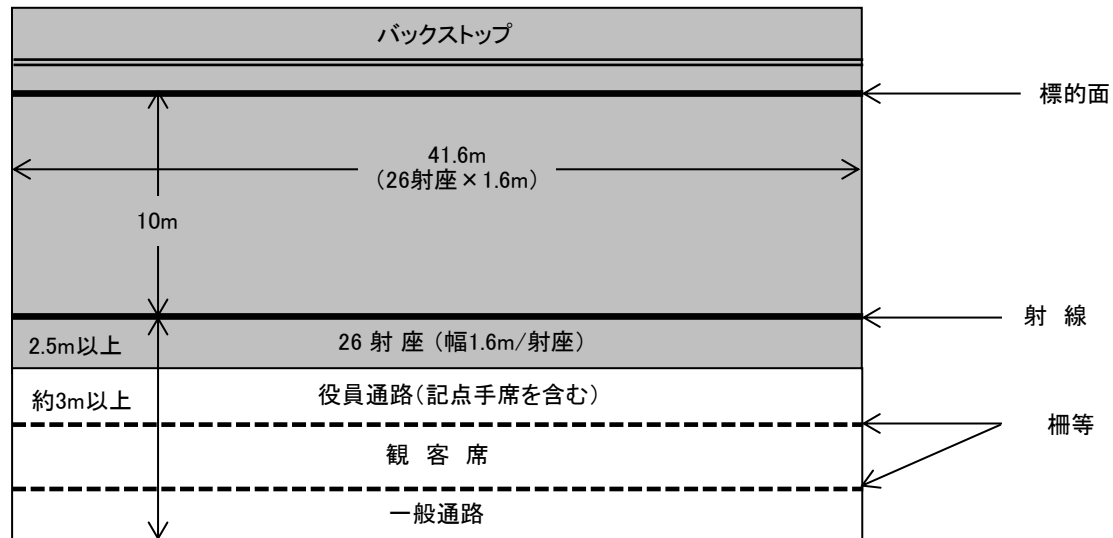 バックストップ
標的面
41.6m
（26射座×1.6m）
10m
射 線
2.5m以上
26 射 座 （幅1.6m/射座）
約3m以上
役員通路（記点手席を含む）
柵等
観 客 席
一般通路